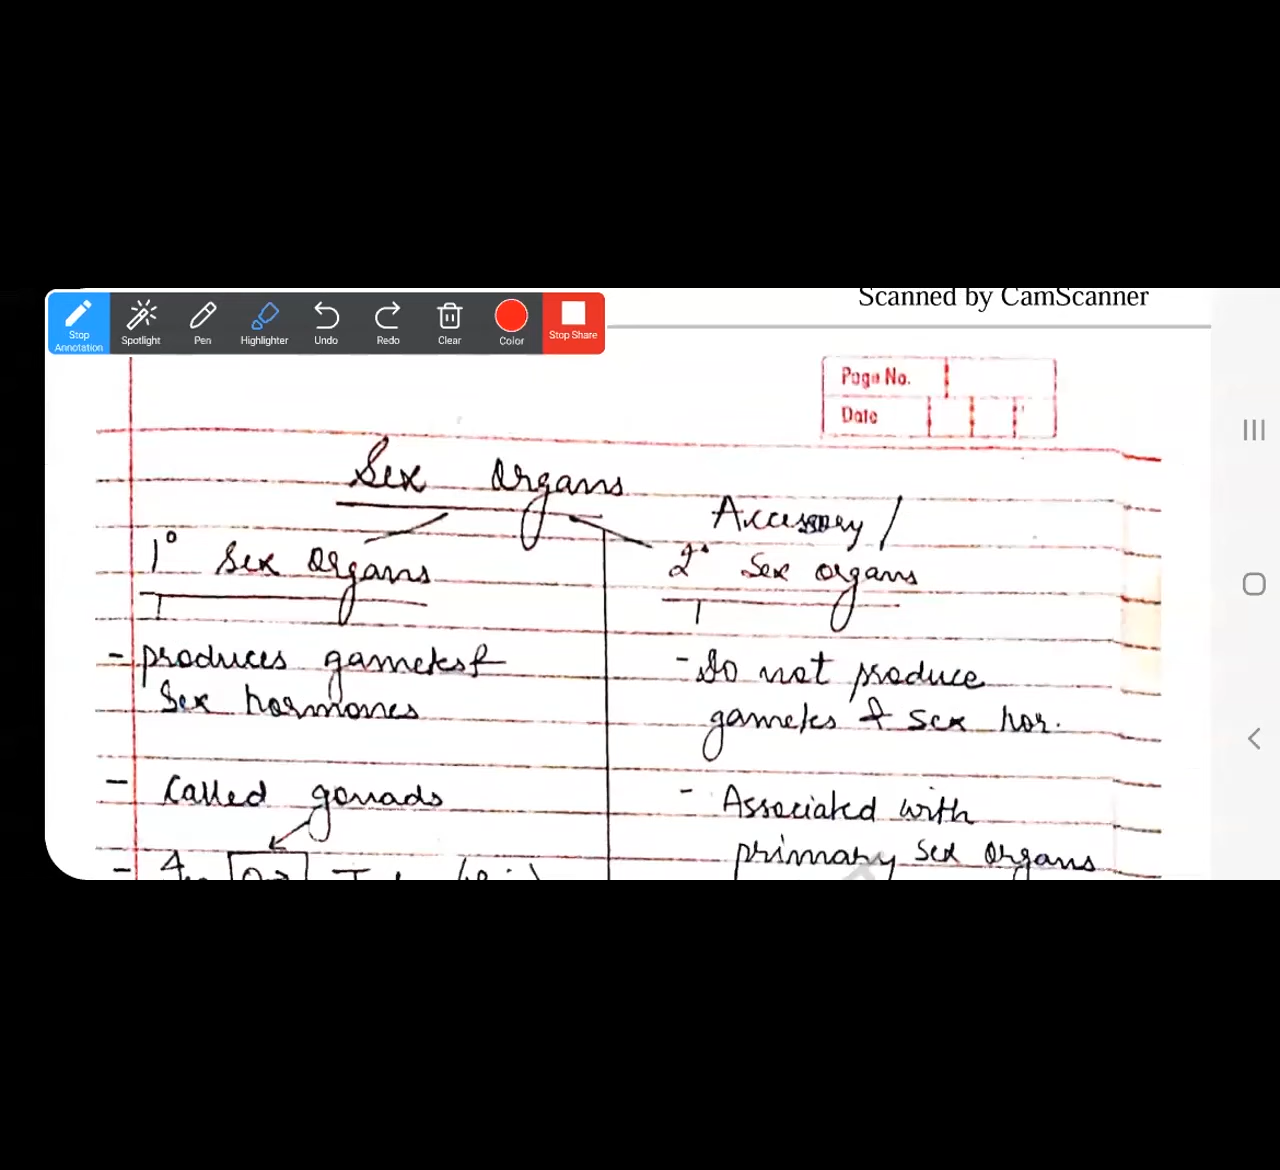 Scanned by CamScanner
Stop Annotation
Spotlight
Pen
Highlighter
Undo
Redo
Clear
Color
Stop Share
Page No.
Date
Sex Organs
1° Sex Organs
Accessory /
2° Sex organs
- produces gametes &
Sex hormones
- Do not produce
gametes & sex hor.
- Called gonads
- Associated with
primary sex organs